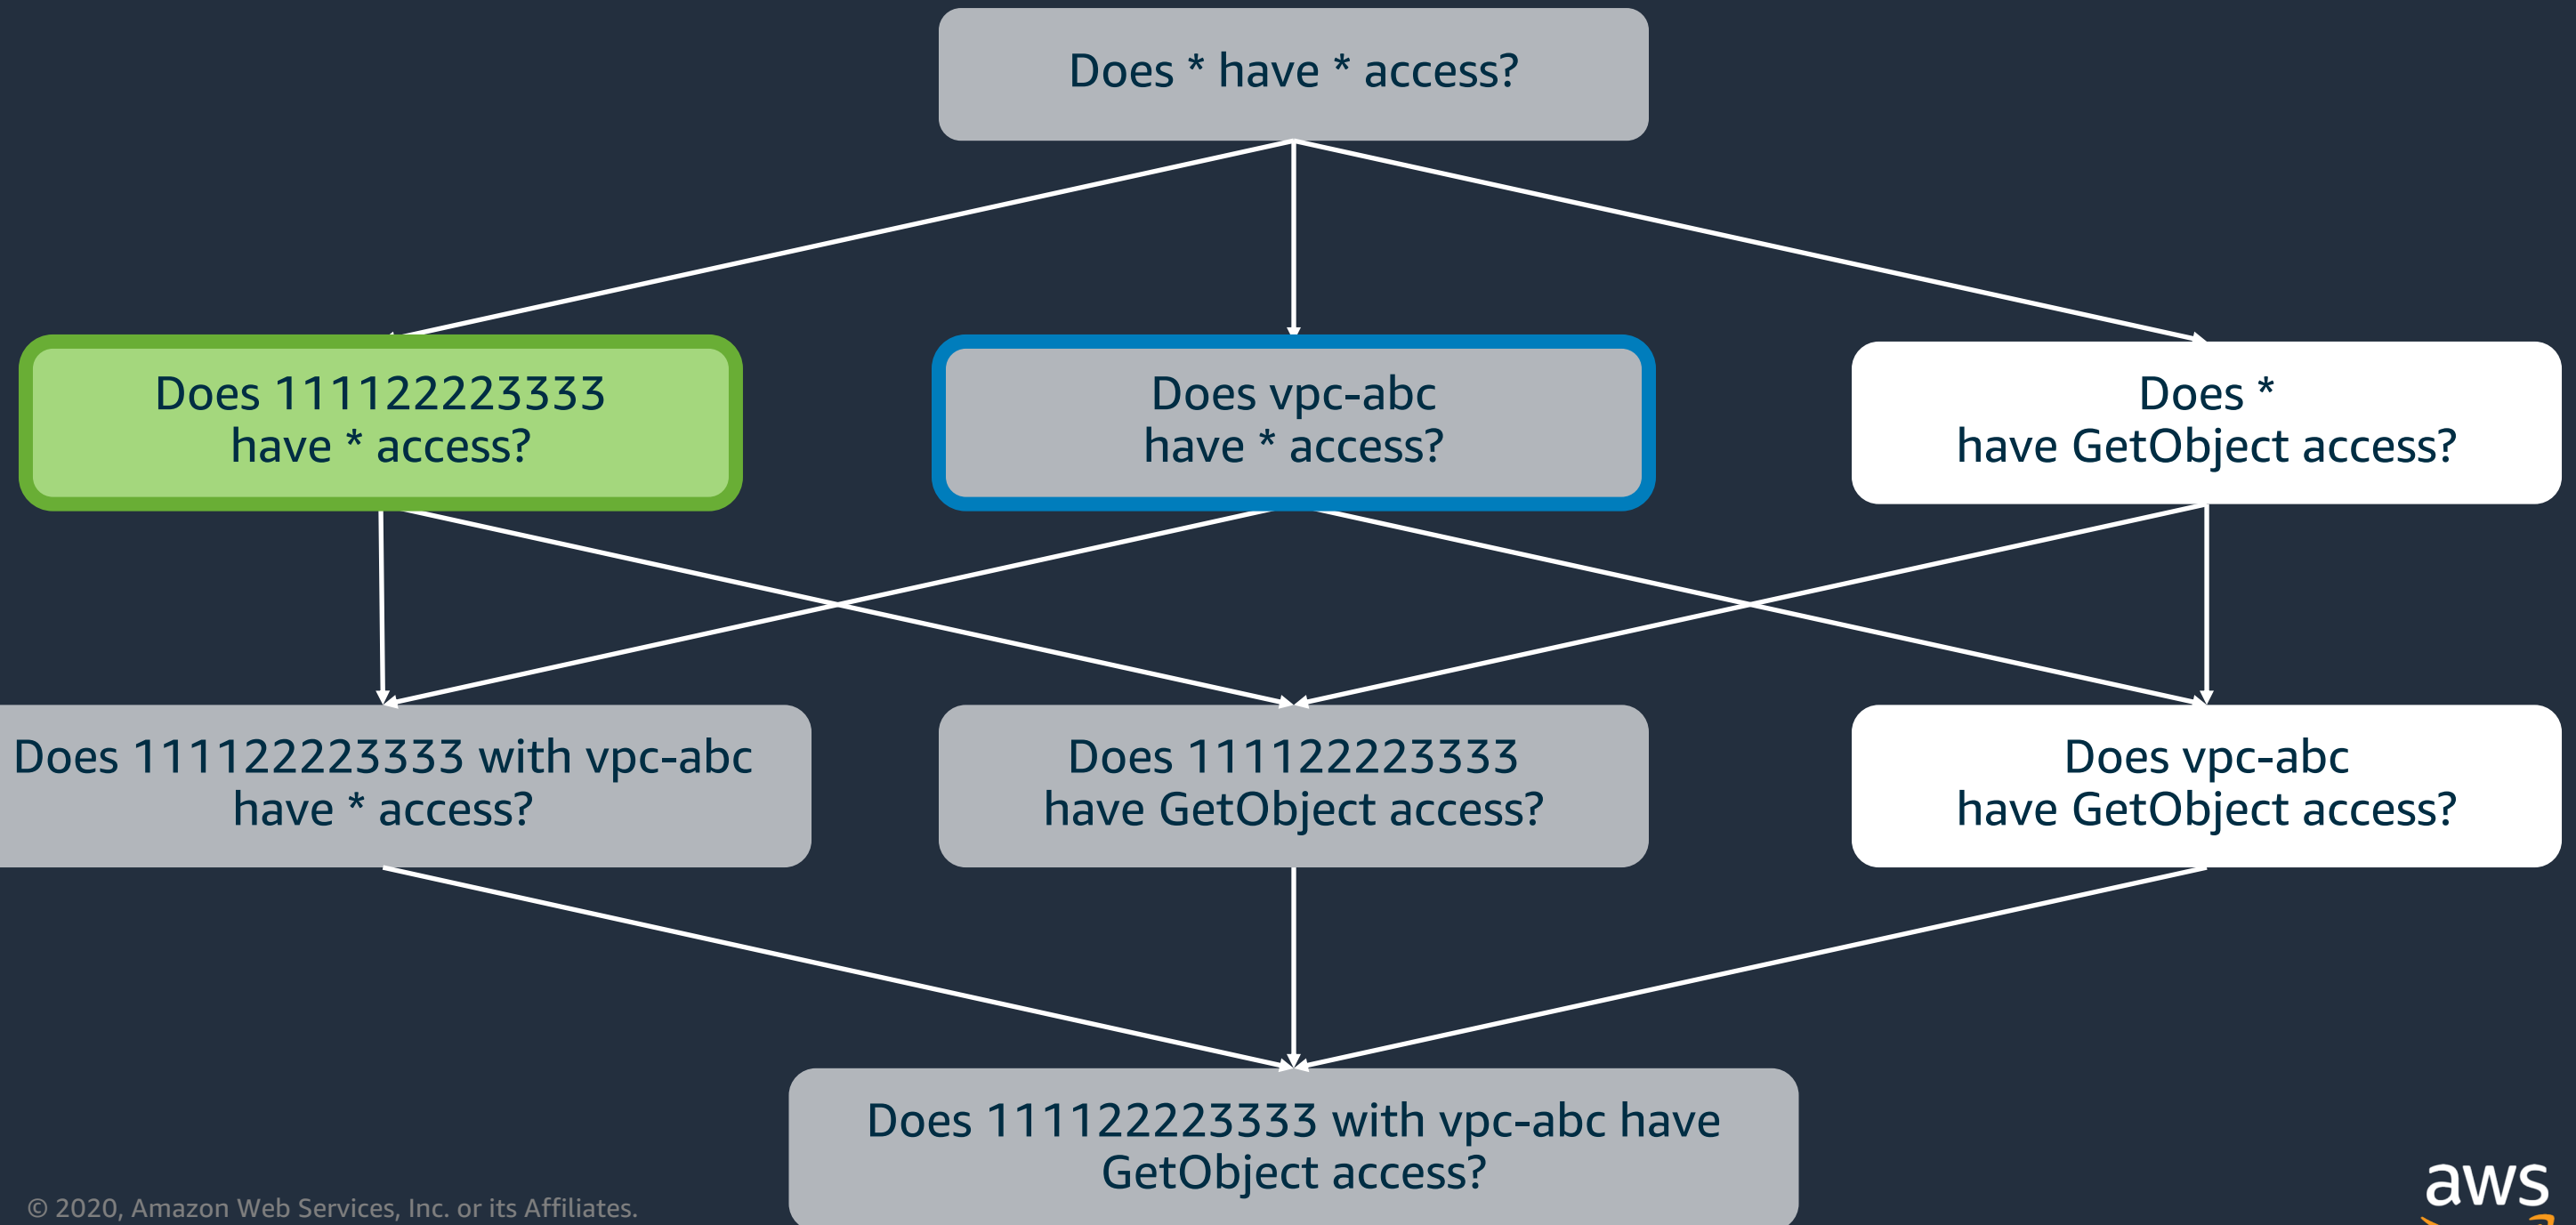 Does * have * access?
Does 111122223333
have * access?
Does vpc-abc
have * access?
Does *
have GetObject access?
Does 111122223333 with vpc-abc
have * access?
Does 111122223333
have GetObject access?
Does vpc-abc
have GetObject access?
Does 111122223333 with vpc-abc have
GetObject access?
© 2020, Amazon Web Services, Inc. or its Affiliates.
aws